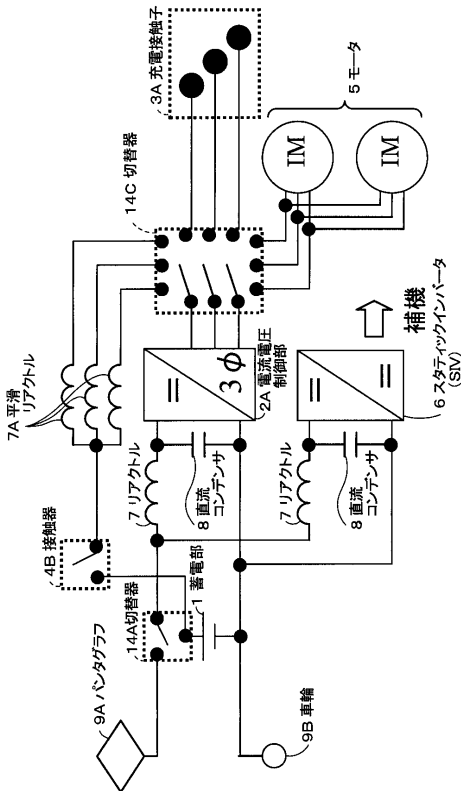 3A 充電接触子
14C 切替器
IM
IM
5 モータ
7A 平滑
リアクトル
=
3φ
2A 電流電圧
制御部
=
=
補機
6 スタティックインバータ
(SIV)
7 リアクトル
8 直流
コンデンサ
7 リアクトル
8 直流
コンデンサ
4B 接触器
14A切替器
1 蓄電部
9A パンタグラフ
9B 車輪